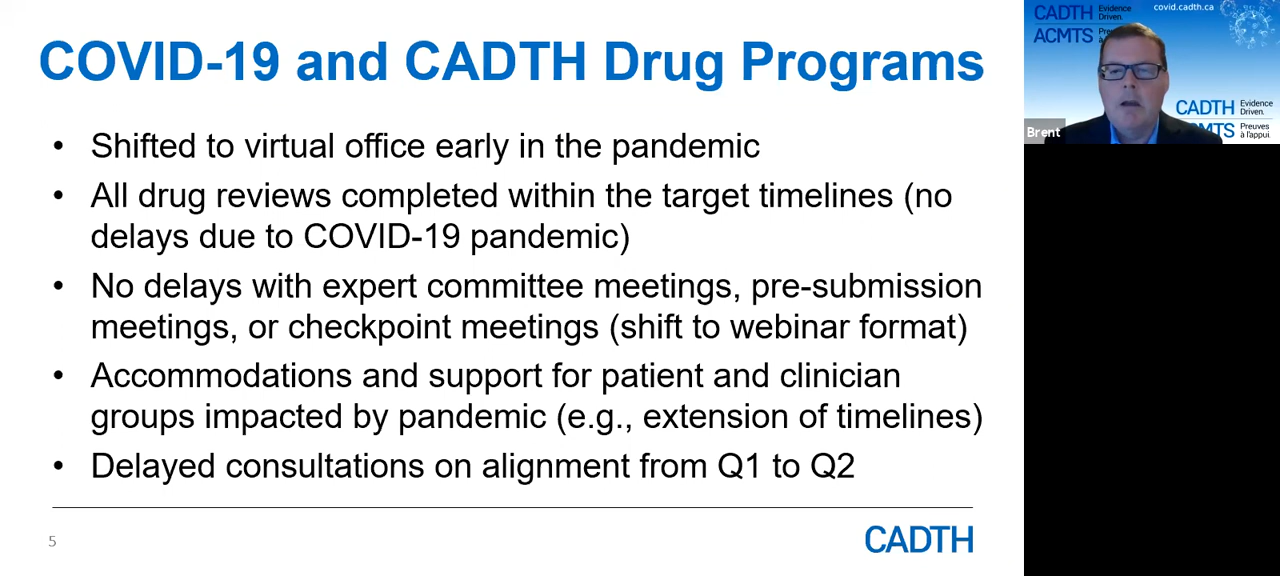 COVID-19 and CADTH Drug Programs
• Shifted to virtual office early in the pandemic
• All drug reviews completed within the target timelines (no
delays due to COVID-19 pandemic)
• No delays with expert committee meetings, pre-submission
meetings, or checkpoint meetings (shift to webinar format)
• Accommodations and support for patient and clinician
groups impacted by pandemic (e.g., extension of timelines)
• Delayed consultations on alignment from Q1 to Q2
5
CADTH
CADTH Evidence
Driven.
ACMTS
covid.cadth.ca
CADTH Evidence
Driven.
Preuves
à l'appui.
Brent